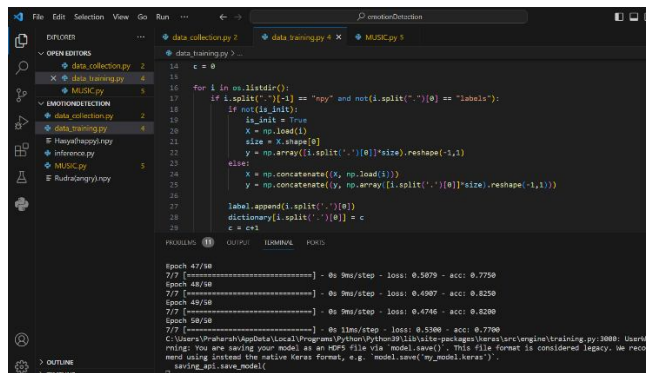 File Edit Selection View Go Run ... emotionDetection
EXPLORER ...
OPEN EDITORS
data_collection.py 2
data_training.py 4
MUSIC.py 5
EMOTIONDETECTION
data_collection.py 2
data_training.py 4
Hasya(happy).npy
inference.py
MUSIC.py 5
Rudra(angry).npy
OUTLINE
data_collection.py 2 data_training.py 4 MUSIC.py 5
data_training.py > ...
14 c = 0
15
16 for i in os.listdir():
17 if i.split(".")[-1] == "npy" and not(i.split(".")[0] == "labels"):
18 if not(is_init):
19 is_init = True
20 X = np.load(i)
21 size = X.shape[0]
22 y = np.array([i.split('.')[0]]*size).reshape(-1,1)
23 else:
24 X = np.concatenate((X, np.load(i)))
25 y = np.concatenate((y, np.array([i.split('.')[0]]*size).reshape(-1,1)))
26
27 label.append(i.split('.')[0])
28 dictionary[i.split('.')[0]] = c
29 c = c+1
PROBLEMS 11 OUTPUT TERMINAL PORTS
Epoch 47/50
7/7 [==============================] - 0s 9ms/step - loss: 0.5079 - acc: 0.7750
Epoch 48/50
7/7 [==============================] - 0s 9ms/step - loss: 0.4907 - acc: 0.8250
Epoch 49/50
7/7 [==============================] - 0s 9ms/step - loss: 0.4746 - acc: 0.8200
Epoch 50/50
7/7 [==============================] - 0s 11ms/step - loss: 0.5300 - acc: 0.7700
C:\Users\Praharsh\AppData\Local\Programs\Python\Python39\lib\site-packages\keras\src\engine\training.py:3000: UserWa
rning: You are saving your model as an HDF5 file via `model.save()`. This file format is considered legacy. We reco
mend using instead the native Keras format, e.g. `model.save('my_model.keras')`.
saving_api.save_model(